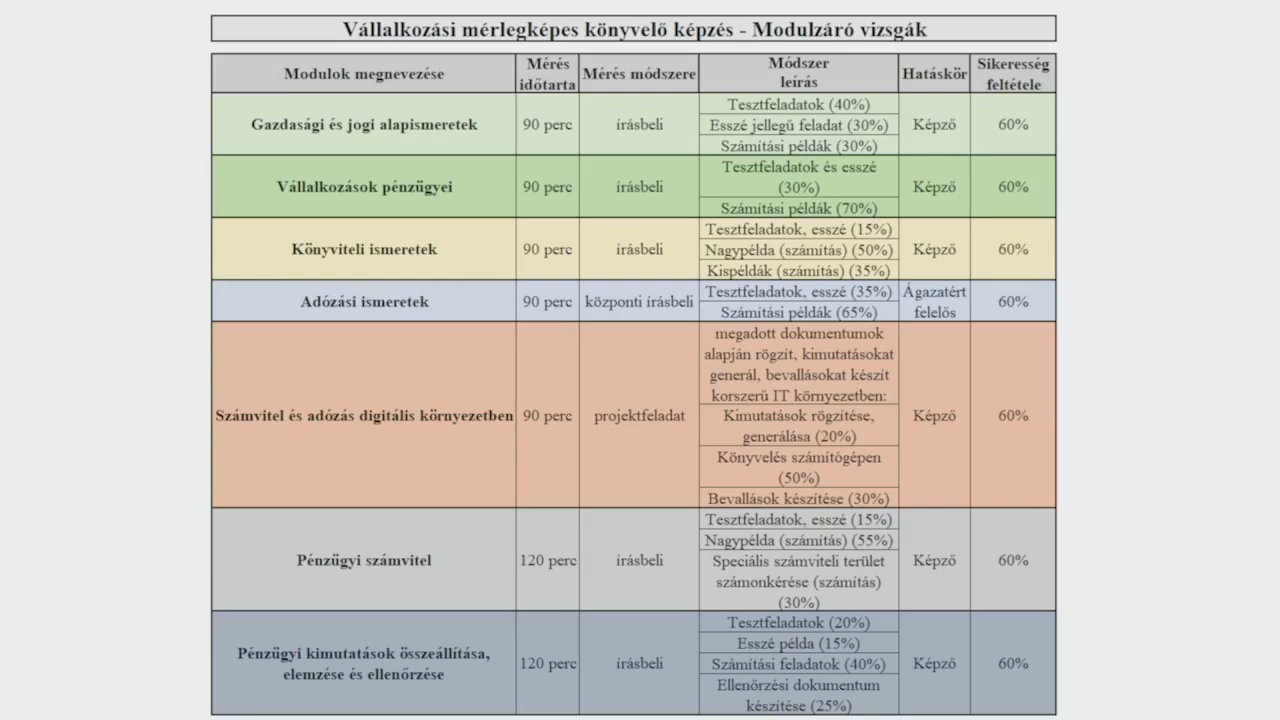 Vállalkozási mérlegképes könyvelő képzés - Modulzáró vizsgák
Modulok megnevezése
Mérés
időtarta
Mérés módszere
Módszer
leírás
Hatáskör
Sikeresség
feltétele
Gazdasági és jogi alapismeretek
90 perc
írásbeli
Tesztfeladatok (40%)
Esszé jellegű feladat (30%)
Számítási példák (30%)
Képző
60%
Vállalkozások pénzügyei
90 perc
írásbeli
Tesztfeladatok és esszé
(30%)
Számítási példák (70%)
Képző
60%
Könyviteli ismeretek
90 perc
írásbeli
Tesztfeladatok, esszé (15%)
Nagypélda (számítás) (50%)
Kispéldák (számítás) (35%)
Képző
60%
Adózási ismeretek
90 perc
központi írásbeli
Tesztfeladatok, esszé (35%)
Számítási példák (65%)
Ágazatért
felelős
60%
Számvitel és adózás digitális környezetben
90 perc
projektfeladat
megadott dokumentumok
alapján rögzít, kimutatásokat
generál, bevallásokat készít
korszerű IT környezetben:
Kimutatások rögzítése,
generálása (20%)
Könyvelés számítógépen
(50%)
Bevallások készítése (30%)
Képző
60%
Pénzügyi számvitel
120 perc
írásbeli
Tesztfeladatok, esszé (15%)
Nagypélda (számítás) (55%)
Speciális számviteli terület
számonkérése (számítás)
(30%)
Képző
60%
Pénzügyi kimutatások összeállítása,
elemzése és ellenőrzése
120 perc
írásbeli
Tesztfeladatok (20%)
Esszé példa (15%)
Számítási feladatok (40%)
Ellenőrzési dokumentum
készítése (25%)
Képző
60%